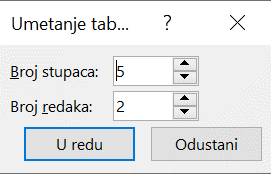 Umetanje tab... ?
Broj stupaca: 5
Broj redaka: 2
U redu Odustani